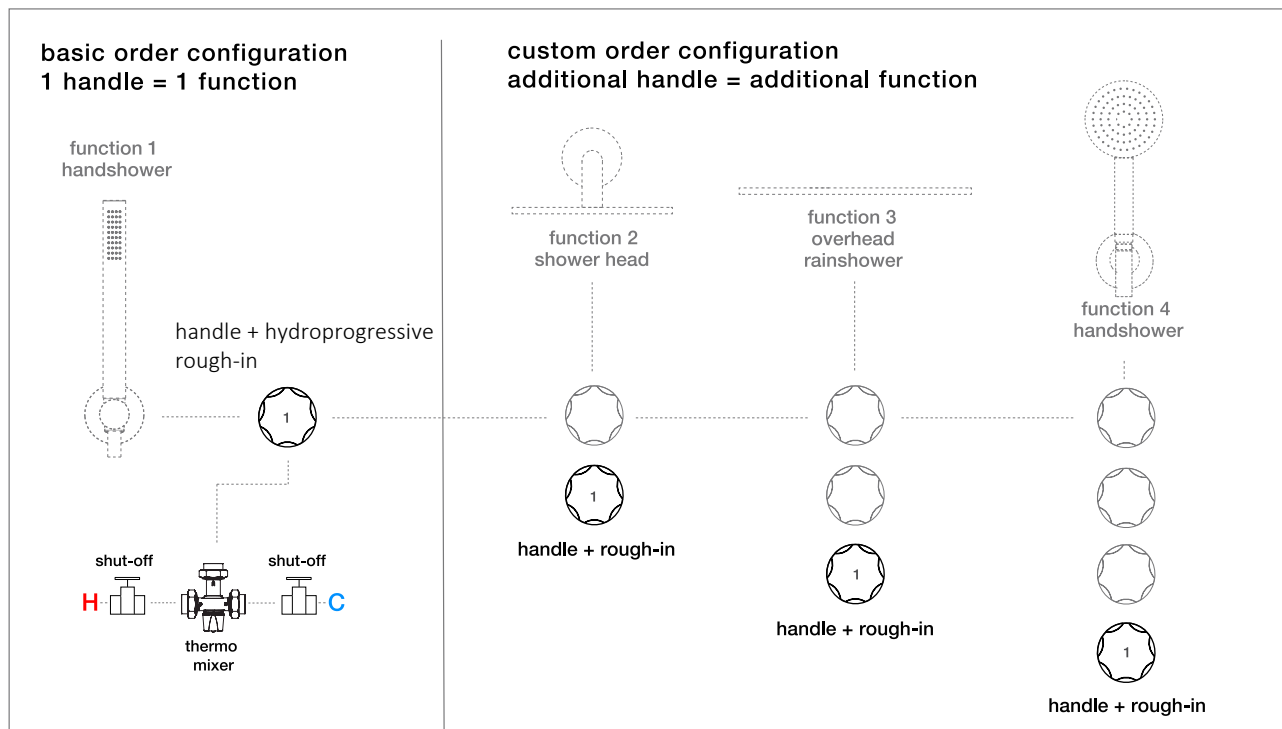 basic order configuration
1 handle = 1 function
function 1
handshower
handle + hydroprogressive
rough-in
1
shut-off
shut-off
H
C
thermo
mixer
custom order configuration
additional handle = additional function
function 2
shower head
1
handle + rough-in
function 3
overhead
rainshower
1
handle + rough-in
function 4
handshower
1
handle + rough-in